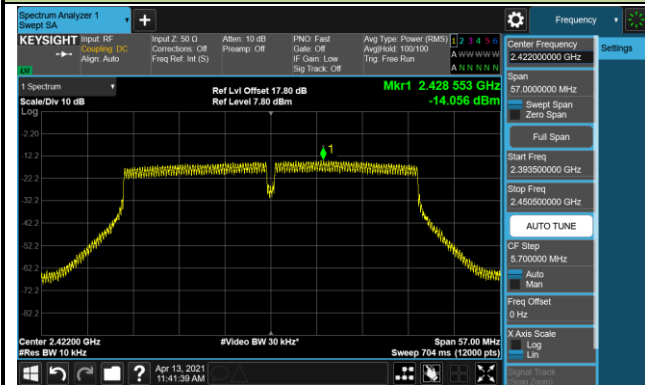 Spectrum Analyzer 1
Swept SA
+
Frequency
KEYSIGHT
Input: RF
Coupling: DC
Align: Auto
Input Z: 50 Ω
Corrections: Off
Freq Ref: Int (S)
Atten: 10 dB
Preamp: Off
PNO: Fast
Gate: Off
IF Gain: Low
Sig Track: Off
Avg Type: Power (RMS)
Avg|Hold: 100/100
Trig: Free Run
1 2 3 4 5 6
A W W W W W
A N N N N N
LV
1 Spectrum
Scale/Div 10 dB
Log
Ref Lvl Offset 17.80 dB
Ref Level 7.80 dBm
Mkr1 2.428 553 GHz
-14.056 dBm
1
-2.20
-12.2
-22.2
-32.2
-42.2
-52.2
-62.2
-72.2
-82.2
Center 2.42200 GHz
#Res BW 10 kHz
#Video BW 30 kHz*
Span 57.00 MHz
Sweep 704 ms (12000 pts)
Center Frequency
2.422000000 GHz
Settings
Span
57.0000000 MHz
Swept Span
Zero Span
Full Span
Start Freq
2.393500000 GHz
Stop Freq
2.450500000 GHz
AUTO TUNE
CF Step
5.700000 MHz
Auto
Man
Freq Offset
0 Hz
X Axis Scale
Log
Lin
Signal Track
(Span Zoom)
?
Apr 13, 2021
11:41:39 AM